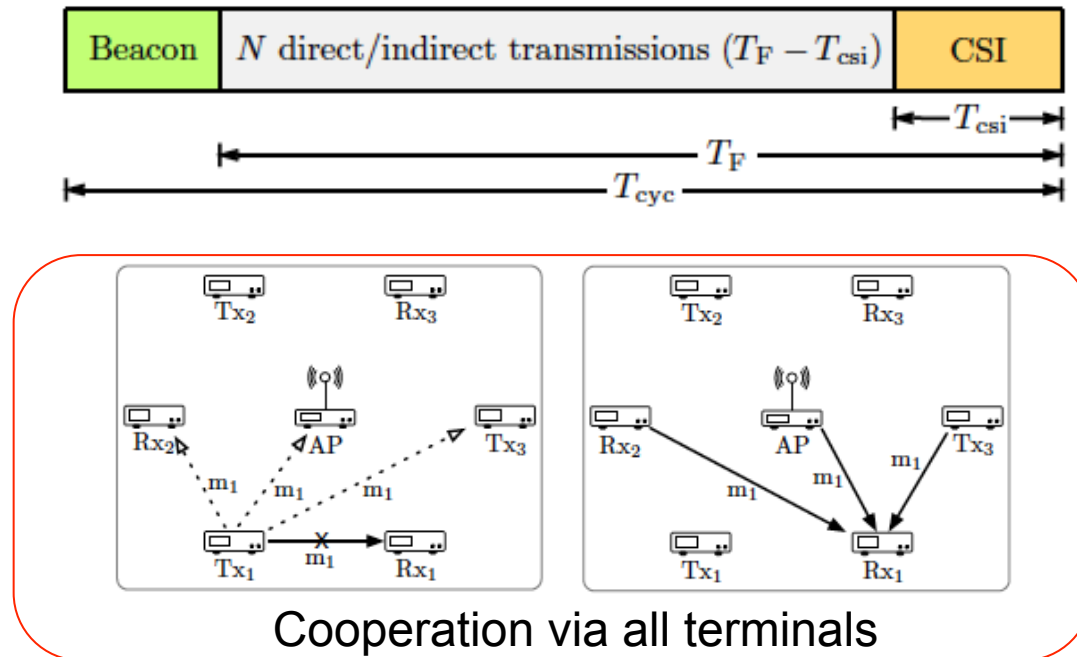 Beacon N direct/indirect transmissions (T_F − T_csi) CSI
T_csi
T_F
T_cyc
Tx₂ Rx₃
Rx₂ AP Tx₃
m₁ m₁ m₁
Tx₁ m₁ Rx₁
Tx₂ Rx₃
Rx₂ AP Tx₃
m₁ m₁ m₁
Tx₁ Rx₁
Cooperation via all terminals